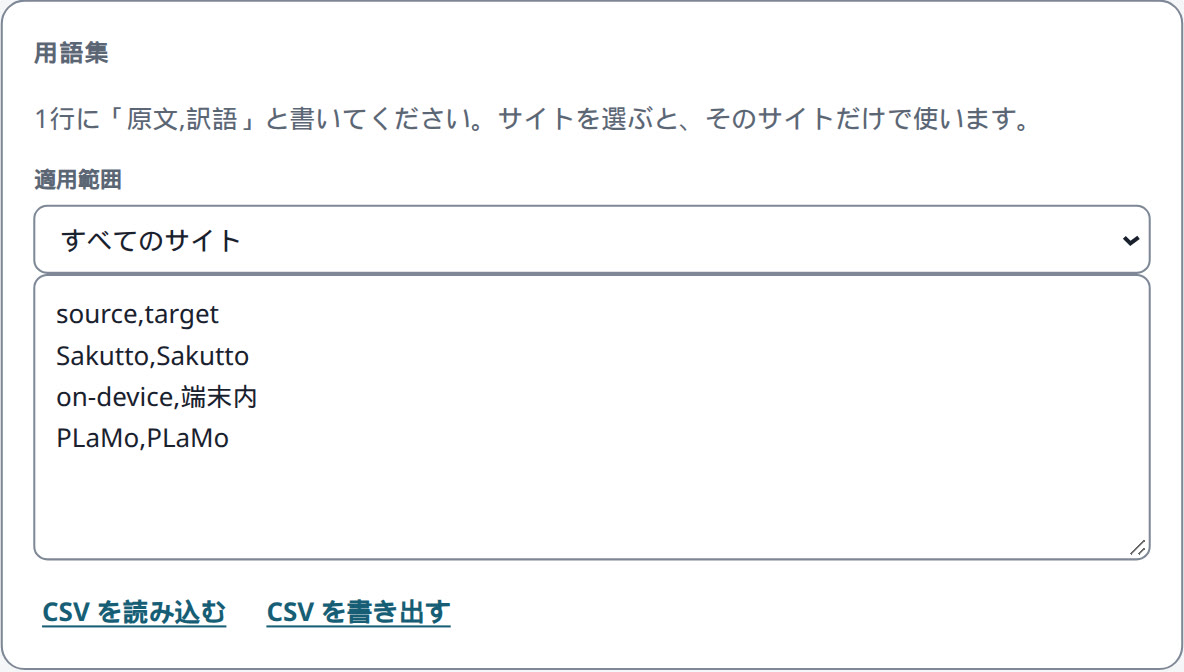 用語集
1行に「原文,訳語」と書いてください。サイトを選ぶと、そのサイトだけで使います。
適用範囲
すべてのサイト
source,target
Sakutto,Sakutto
on-device,端末内
PLaMo,PLaMo
CSV を読み込む CSV を書き出す